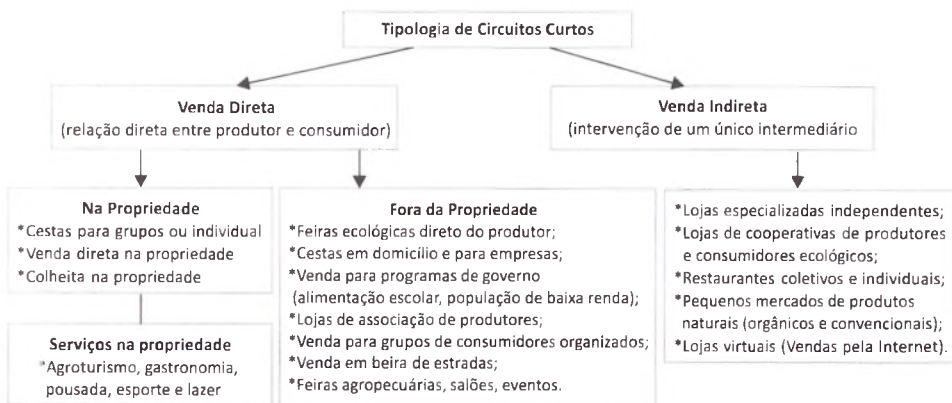 Tipologia de Circuitos Curtos
Venda Direta
(relação direta entre produtor e consumidor)
Venda Indireta
(intervenção de um único intermediário
Na Propriedade
*Cestas para grupos ou individual
*Venda direta na propriedade
*Colheita na propriedade
Serviços na propriedade
*Agroturismo, gastronomia,
pousada, esporte e lazer
Fora da Propriedade
*Feiras ecológicas direto do produtor;
*Cestas em domicílio e para empresas;
*Venda para programas de governo
(alimentação escolar, população de baixa renda);
*Lojas de associação de produtores;
*Venda para grupos de consumidores organizados;
*Venda em beira de estradas;
*Feiras agropecuárias, salões, eventos.
*Lojas especializadas independentes;
*Lojas de cooperativas de produtores
e consumidores ecológicos;
*Restaurantes coletivos e individuais;
*Pequenos mercados de produtos
naturais (orgânicos e convencionais);
*Lojas virtuais (Vendas pela Internet).